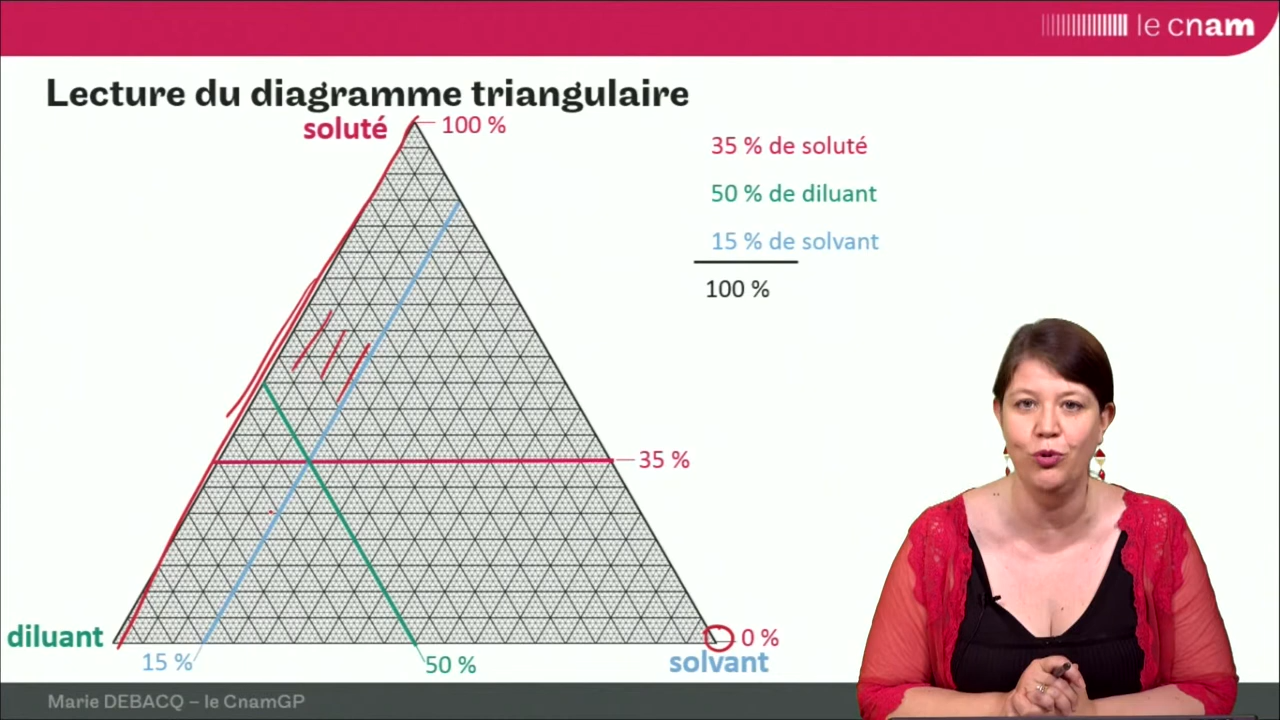 le cnam
Lecture du diagramme triangulaire
soluté
100 %
35 % de soluté
50 % de diluant
15 % de solvant
100 %
35 %
diluant
0 %
15 %
50 %
solvant
Marie DEBACQ – le CnamGP